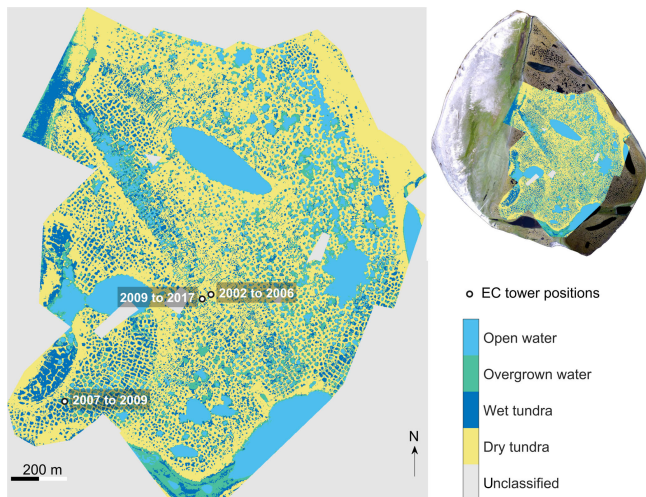 2009 to 2017
2002 to 2006
2007 to 2009
200 m
N
EC tower positions
Open water
Overgrown water
Wet tundra
Dry tundra
Unclassified